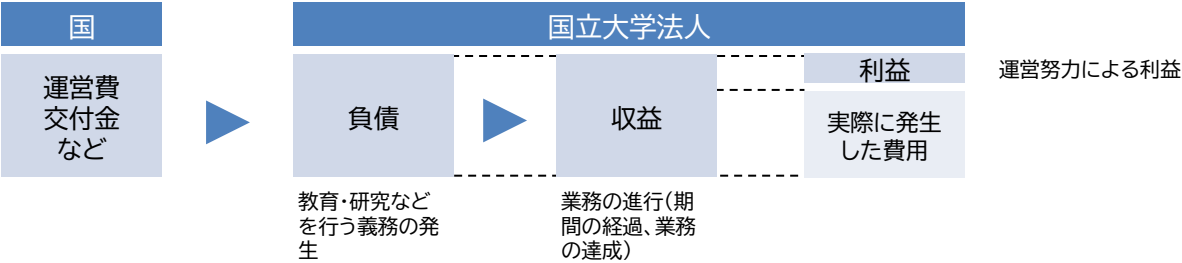 国
国立大学法人
運営費
交付金
など
負債
収益
利益
運営努力による利益
実際に発生
した費用
教育・研究など
を行う義務の発
生
業務の進行（期
間の経過、業務
の達成）